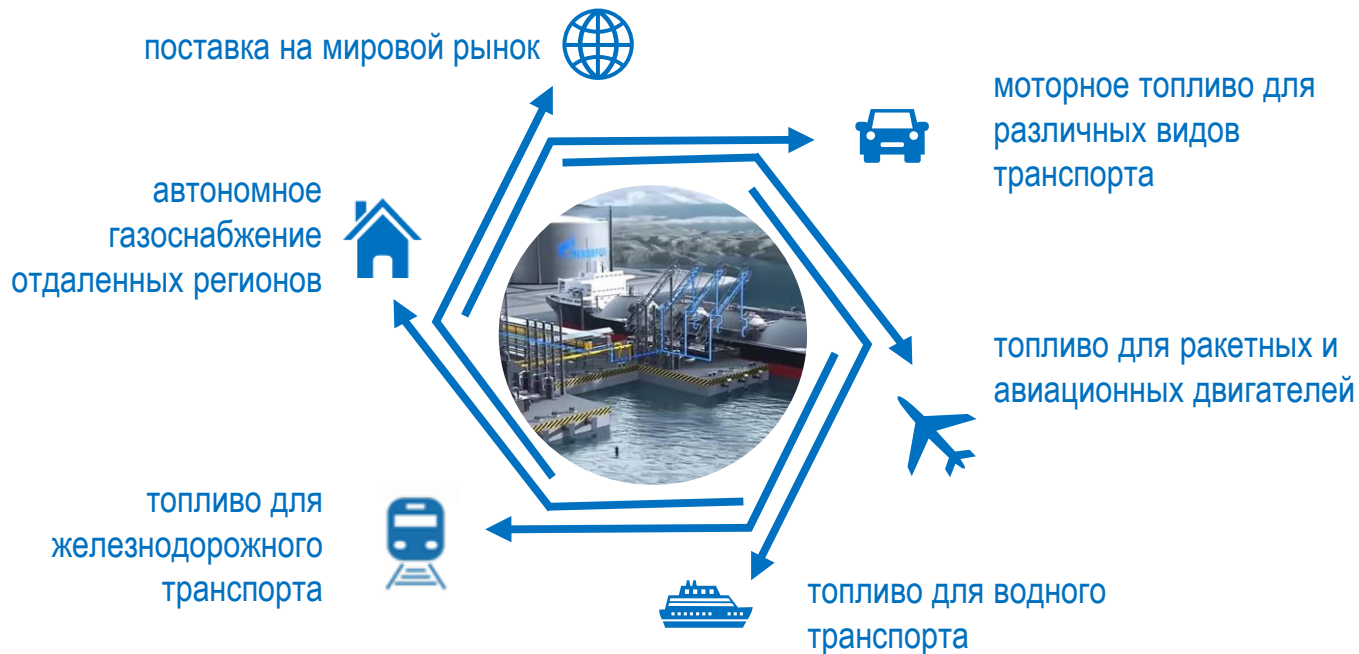 поставка на мировой рынок
моторное топливо для
различных видов
транспорта
автономное
газоснабжение
отдаленных регионов
топливо для ракетных и
авиационных двигателей
топливо для
железнодорожного
транспорта
топливо для водного
транспорта